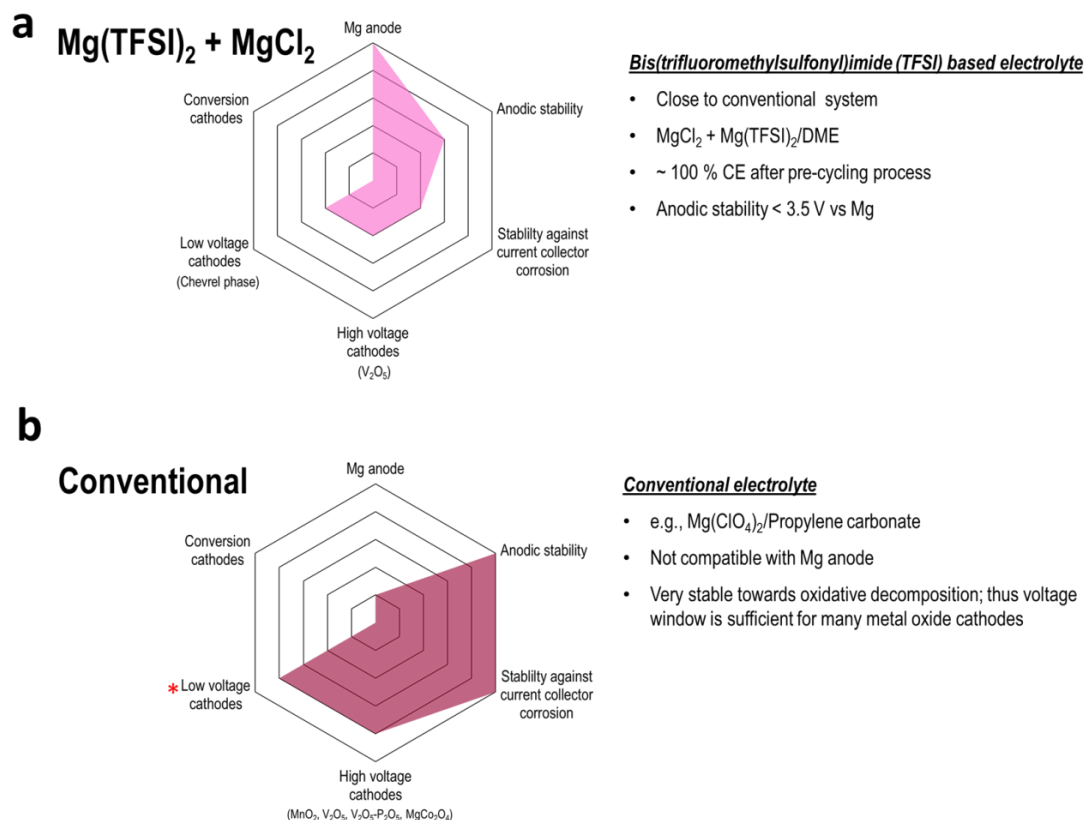 a
Mg(TFSI)₂ + MgCl₂
Mg anode
Anodic stability
Stablilty against
current collector
corrosion
High voltage
cathodes
(V₂O₅)
Low voltage
cathodes
(Chevrel phase)
Conversion
cathodes
Bis(trifluoromethylsulfonyl)imide (TFSI) based electrolyte
• Close to conventional system
• MgCl₂ + Mg(TFSI)₂/DME
• ~ 100 % CE after pre-cycling process
• Anodic stability < 3.5 V vs Mg
b
Conventional
Mg anode
Anodic stability
Stablilty against
current collector
corrosion
High voltage
cathodes
(MnO₂, V₂O₅, V₂O₅-P₂O₅, MgCo₂O₄)
* Low voltage
cathodes
Conversion
cathodes
Conventional electrolyte
• e.g., Mg(ClO₄)₂/Propylene carbonate
• Not compatible with Mg anode
• Very stable towards oxidative decomposition; thus voltage
window is sufficient for many metal oxide cathodes